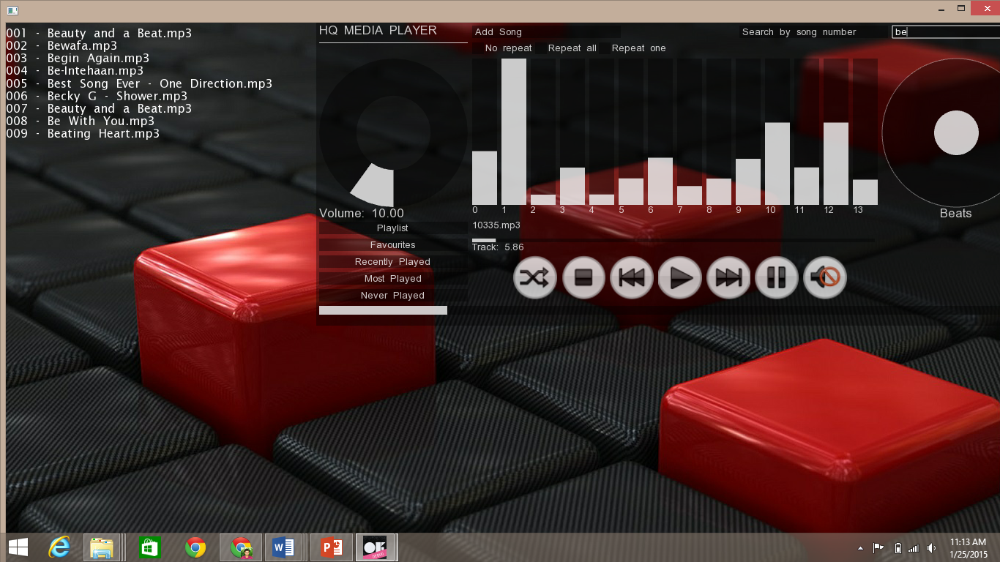 001 - Beauty and a Beat.mp3
002 - Bewafa.mp3
003 - Begin Again.mp3
004 - Be-Intehaan.mp3
005 - Best Song Ever - One Direction.mp3
006 - Becky G - Shower.mp3
007 - Beauty and a Beat.mp3
008 - Be With You.mp3
009 - Beating Heart.mp3
HQ MEDIA PLAYER
Add Song
Search by song number
be
No repeat Repeat all Repeat one
0 1 2 3 4 5 6 7 8 9 10 11 12 13
Volume: 10.00
Beats
10335.mp3
Track: 5.86
Playlist
Favourites
Recently Played
Most Played
Never Played
OF
DEBUG
11:13 AM
1/25/2015